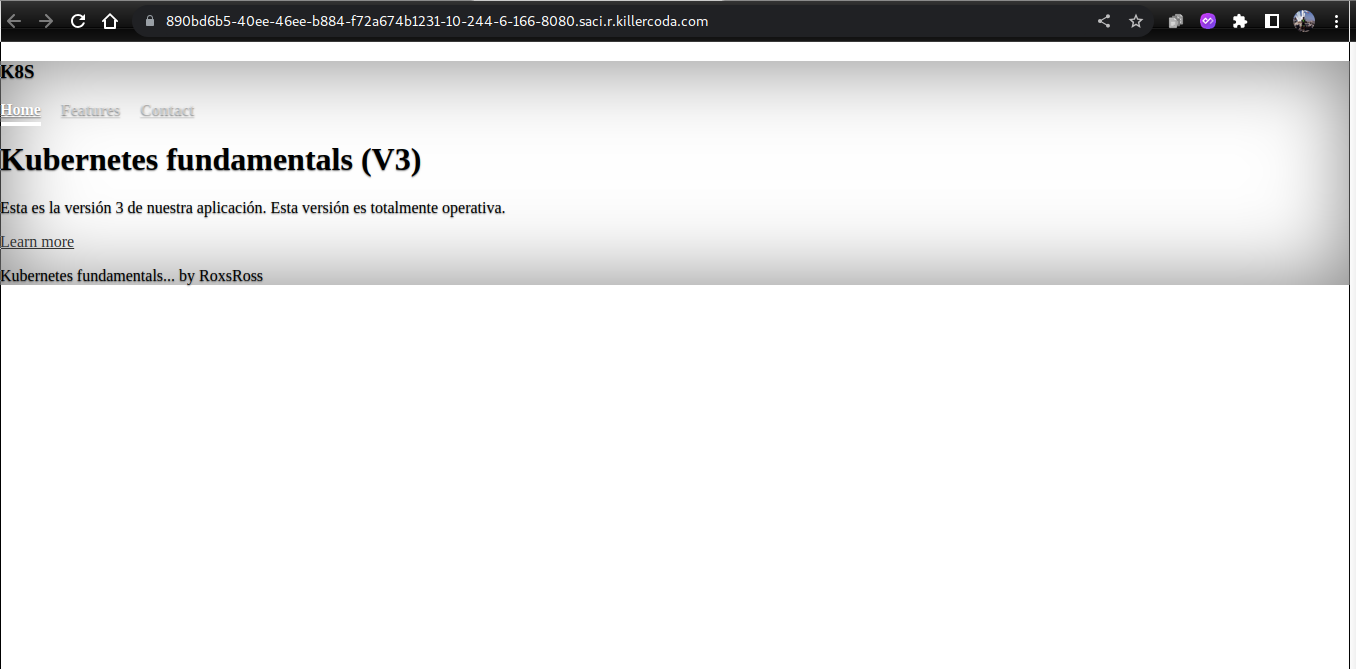 890bd6b5-40ee-46ee-b884-f72a674b1231-10-244-6-166-8080.saci.r.killercoda.com
K8S
Home Features Contact
Kubernetes fundamentals (V3)
Esta es la versión 3 de nuestra aplicación. Esta versión es totalmente operativa.
Learn more
Kubernetes fundamentals... by RoxsRoss